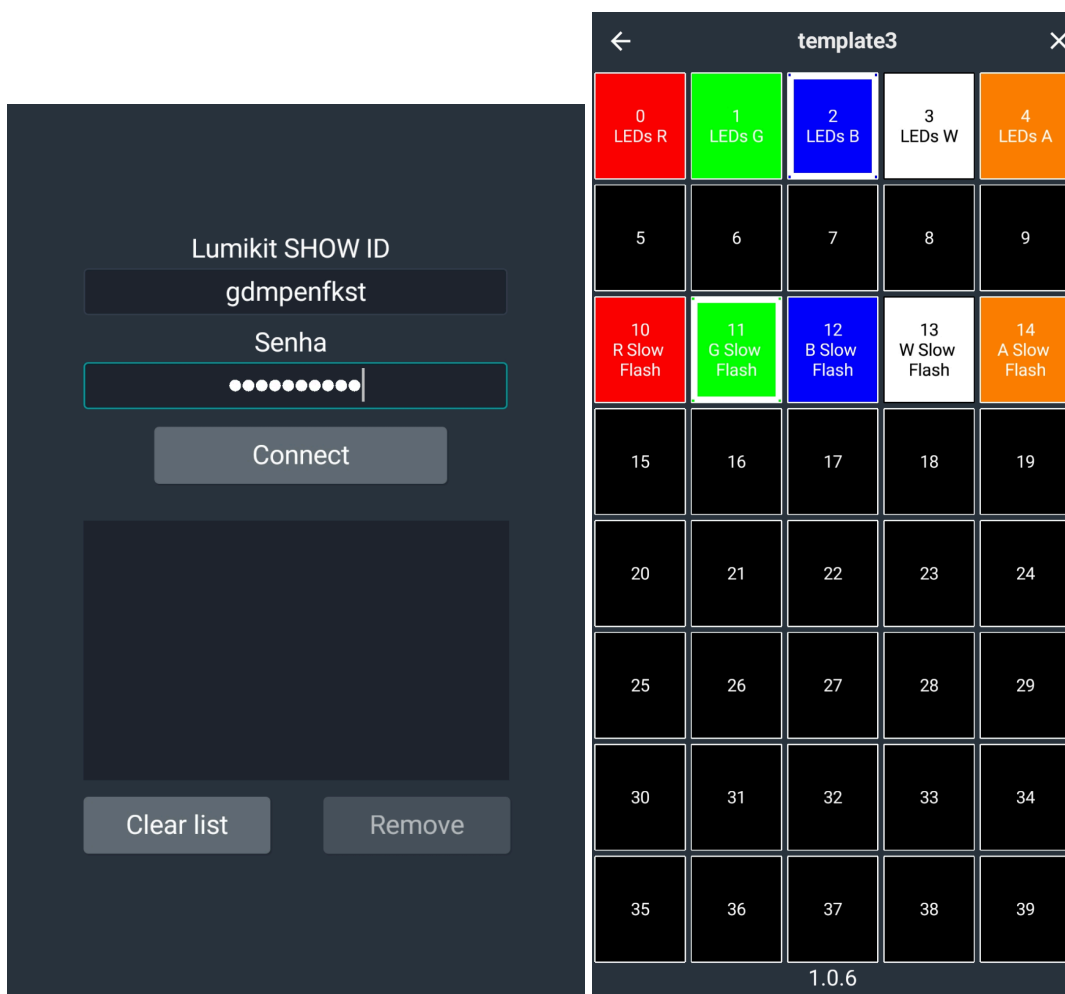 Lumikit SHOW ID
gdmpenfkst
Senha
●●●●●●●●●●
Connect
Clear list
Remove
template3
0
LEDs R
1
LEDs G
2
LEDs B
3
LEDs W
4
LEDs A
5
6
7
8
9
10
R Slow
Flash
11
G Slow
Flash
12
B Slow
Flash
13
W Slow
Flash
14
A Slow
Flash
15
16
17
18
19
20
21
22
23
24
25
26
27
28
29
30
31
32
33
34
35
36
37
38
39
1.0.6